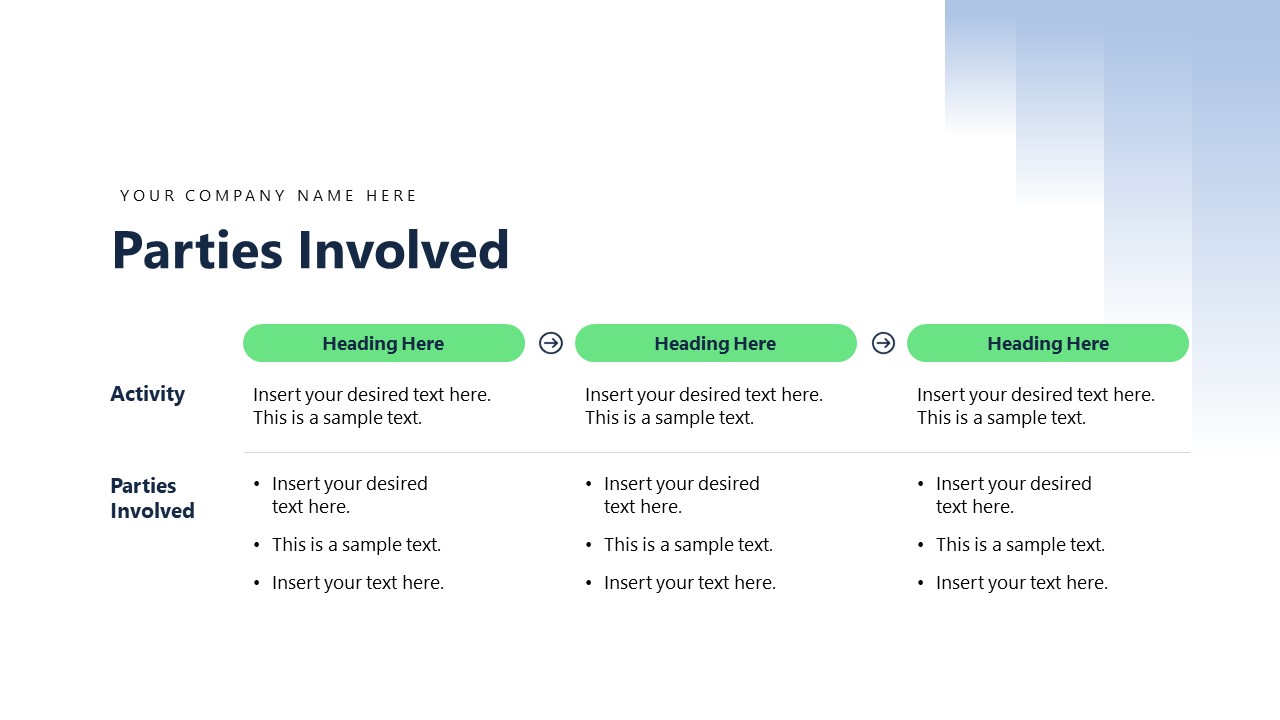 YOUR COMPANY NAME HERE
Parties Involved
Heading Here
Heading Here
Heading Here
Activity
Insert your desired text here.
This is a sample text.
Insert your desired text here.
This is a sample text.
Insert your desired text here.
This is a sample text.
Parties
Involved
• Insert your desired
text here.
• This is a sample text.
• Insert your text here.
• Insert your desired
text here.
• This is a sample text.
• Insert your text here.
• Insert your desired
text here.
• This is a sample text.
• Insert your text here.